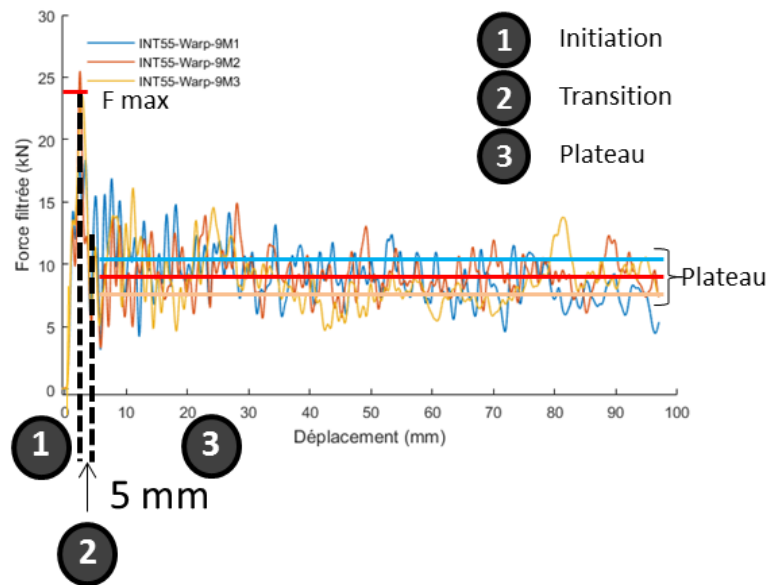 30
25
20
15
10
5
0
Force filtrée (kN)
INT55-Warp-9M1
INT55-Warp-9M2
INT55-Warp-9M3
F max
1 Initiation
2 Transition
3 Plateau
Plateau
0 10 20 30 40 50 60 70 80 90 100
Déplacement (mm)
1
3
5 mm
2